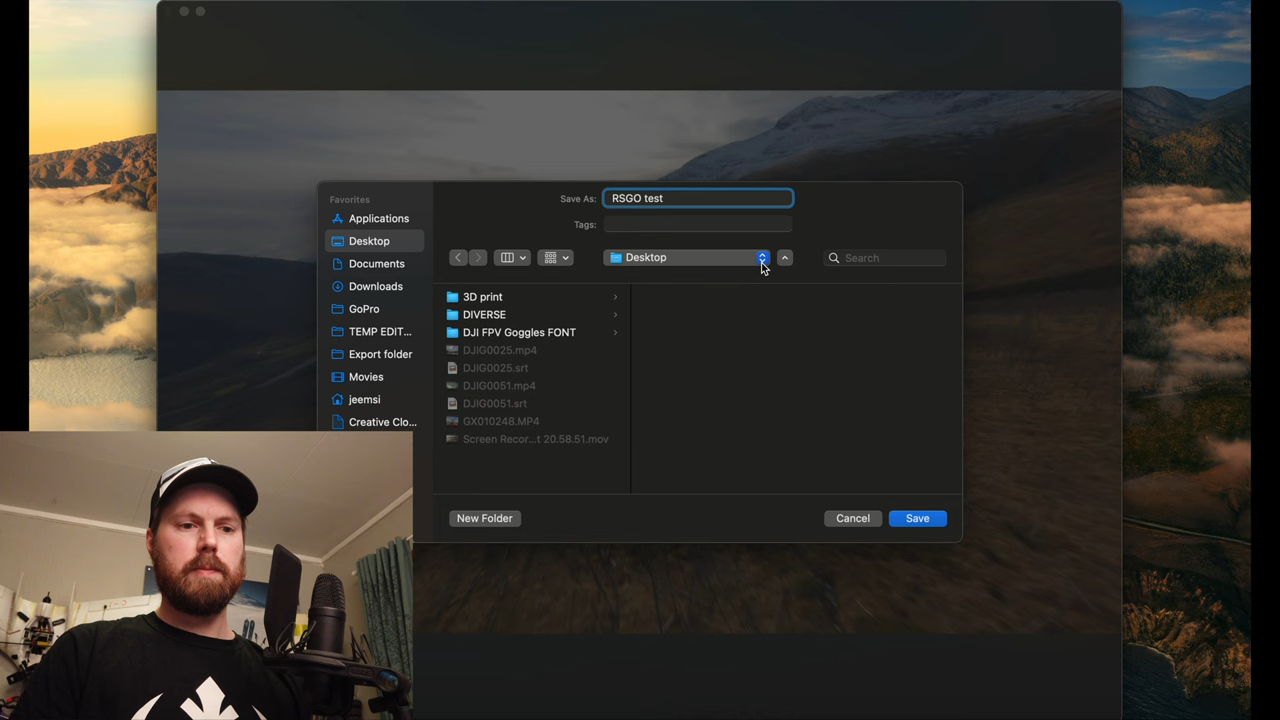 Favorites
Applications
Desktop
Documents
Downloads
GoPro
TEMP EDIT...
Export folder
Movies
jeemsi
Creative Clo...
Save As: RSGO test
Tags:
Desktop
Search
3D print
DIVERSE
DJI FPV Goggles FONT
DJIG0025.mp4
DJIG0025.srt
DJIG0051.mp4
DJIG0051.srt
GX010248.MP4
Screen Recor...t 20.58.51.mov
New Folder
Cancel
Save